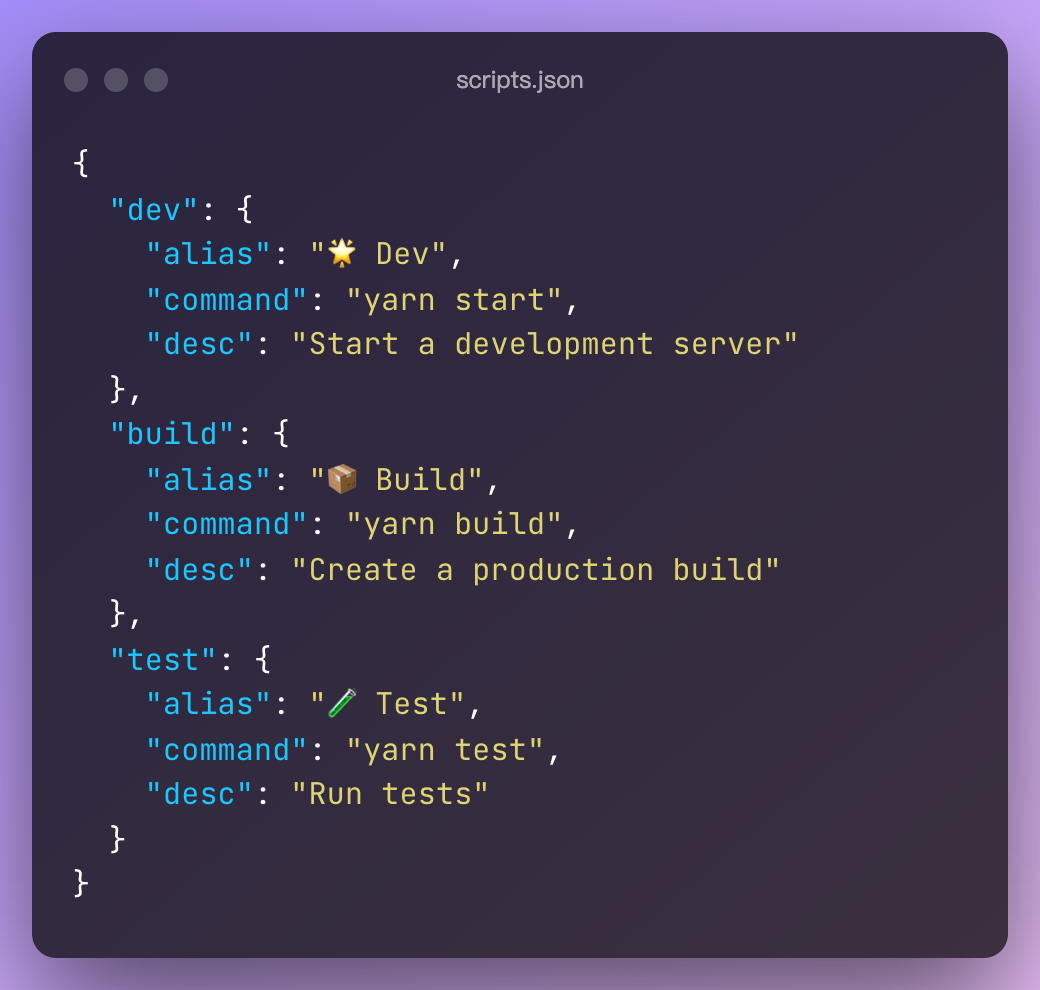 scripts.json
{
  "dev": {
    "alias": "🌟 Dev",
    "command": "yarn start",
    "desc": "Start a development server"
  },
  "build": {
    "alias": "📦 Build",
    "command": "yarn build",
    "desc": "Create a production build"
  },
  "test": {
    "alias": "🧪 Test",
    "command": "yarn test",
    "desc": "Run tests"
  }
}